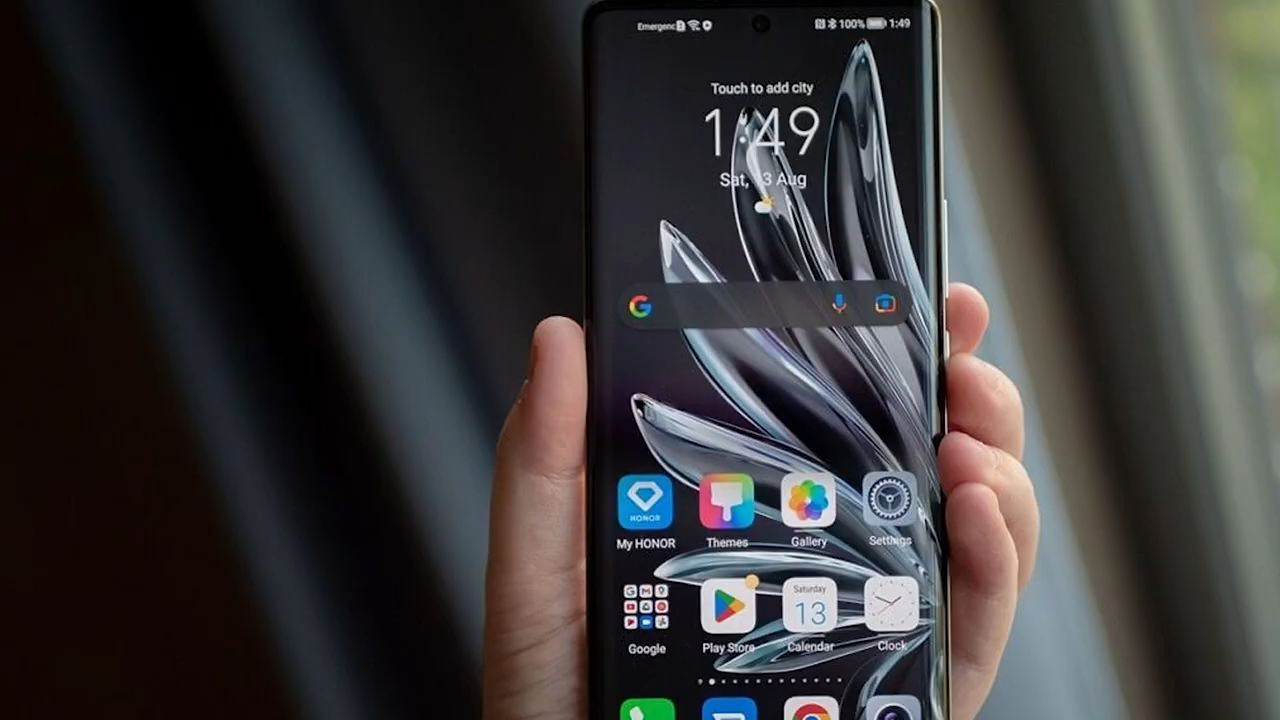 Emergenc
100% 1:49
Touch to add city
1:49
Sat, 13 Aug
HONOR
My HONOR Themes Gallery Settings
Saturday
13
Google Play Store Calendar Clock